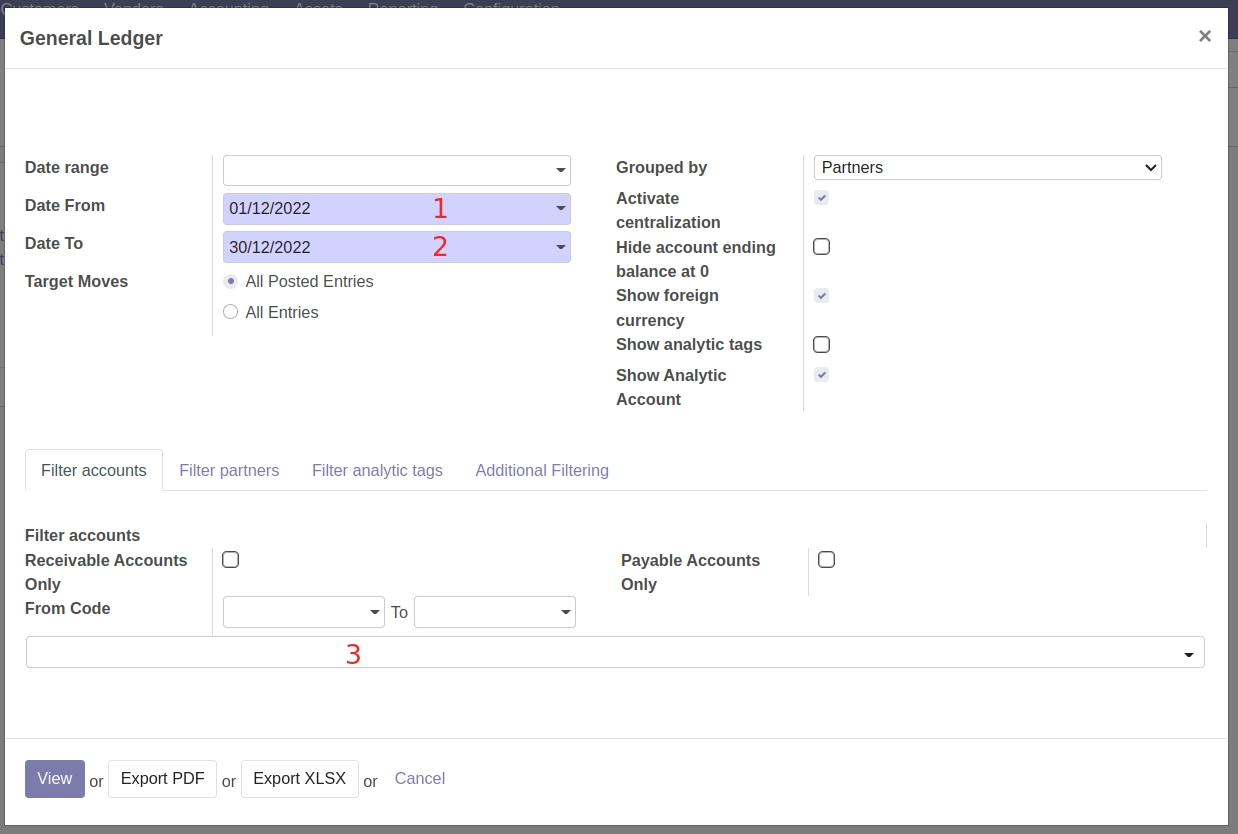 Customers Vendors Accounting Assets Reporting Configuration
General Ledger ×
Date range
Date From 01/12/2022 1
Date To 30/12/2022 2
Target Moves All Posted Entries
All Entries
Grouped by Partners
Activate
centralization
Hide account ending
balance at 0
Show foreign
currency
Show analytic tags
Show Analytic
Account
Filter accounts Filter partners Filter analytic tags Additional Filtering
Filter accounts
Receivable Accounts
Only
Payable Accounts
Only
From Code To
3
View or Export PDF or Export XLSX or Cancel